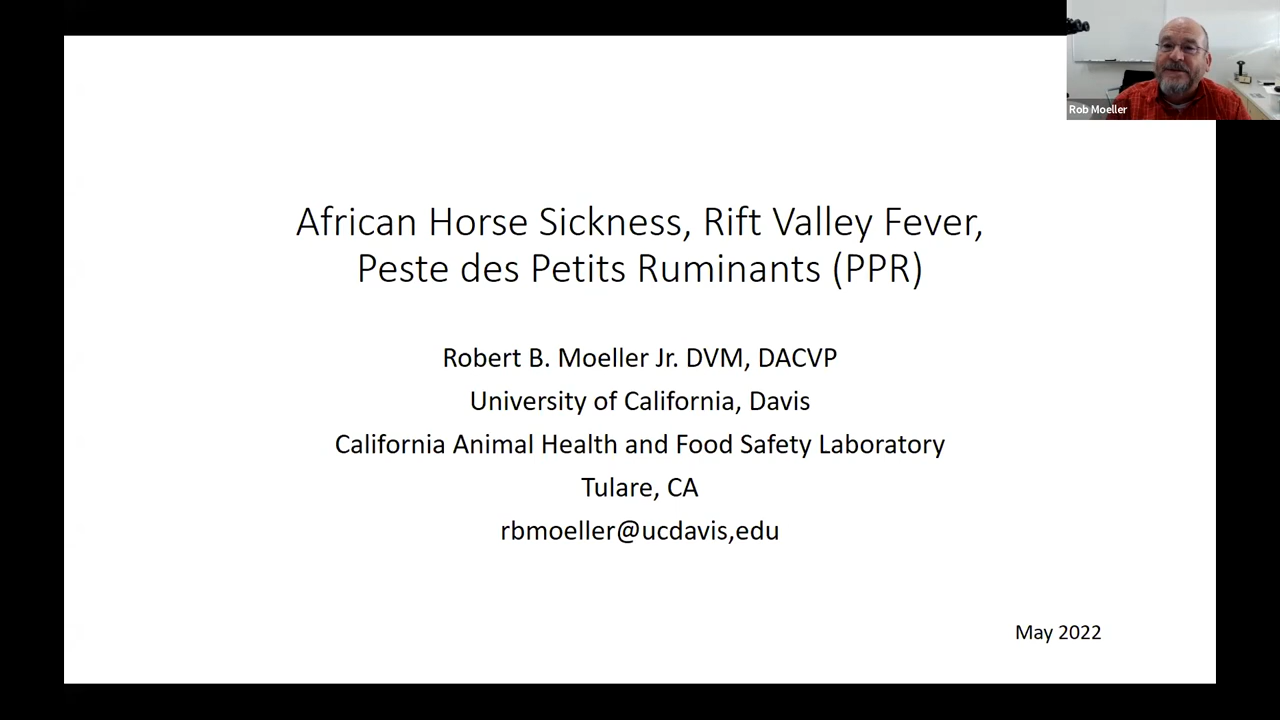 Rob Moeller
African Horse Sickness, Rift Valley Fever,
Peste des Petits Ruminants (PPR)
Robert B. Moeller Jr. DVM, DACVP
University of California, Davis
California Animal Health and Food Safety Laboratory
Tulare, CA
rbmoeller@ucdavis,edu
May 2022